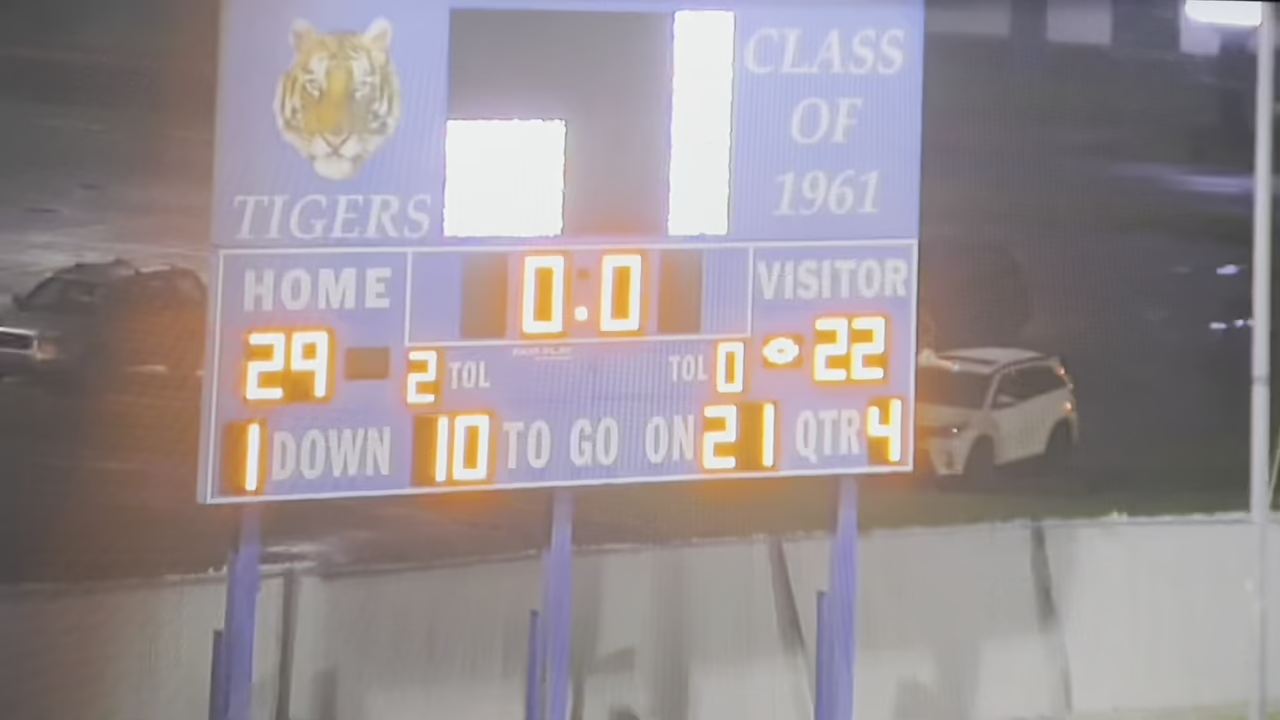 TIGERS
CLASS
OF
1961
HOME
0.0
VISITOR
29
2 TOL
TOL 0
22
1 DOWN 10 TO GO ON 21 QTR 4